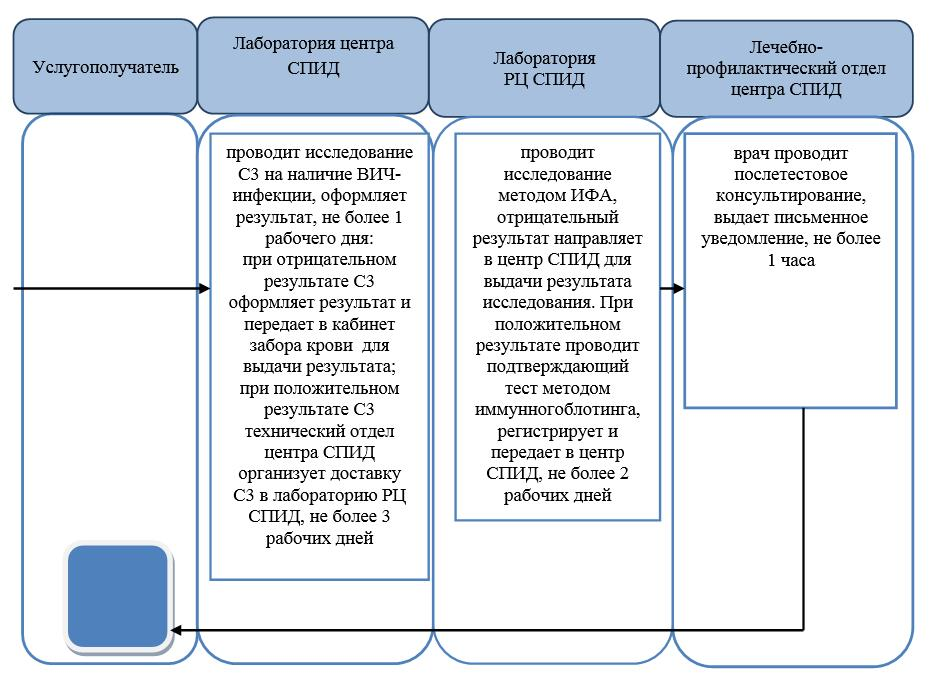 Услугополучатель
Лаборатория центра
СПИД
Лаборатория
РЦ СПИД
Лечебно-
профилактический отдел
центра СПИД
проводит исследование
СЗ на наличие ВИЧ-
инфекции, оформляет
результат, не более 1
рабочего дня:
при отрицательном
результате СЗ
оформляет результат и
передает в кабинет
забора крови для
выдачи результата;
при положительном
результате СЗ
технический отдел
центра СПИД
организует доставку
СЗ в лабораторию РЦ
СПИД, не более 3
рабочих дней
проводит
исследование
методом ИФА,
отрицательный
результат направляет
в центр СПИД для
выдачи результата
исследования. При
положительном
результате проводит
подтверждающий
тест методом
иммунногоблотинга,
регистрирует и
передает в центр
СПИД, не более 2
рабочих дней
врач проводит
послетестовое
консультирование,
выдает письменное
уведомление, не более
1 часа